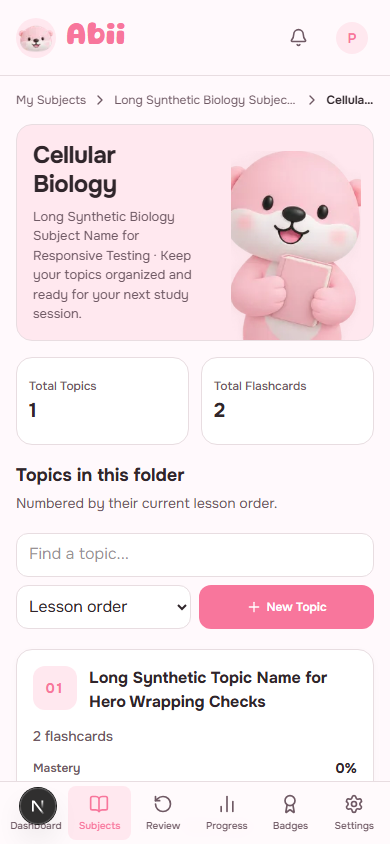 Abii
P
My Subjects > Long Synthetic Biology Subjec... > Cellula...
Cellular
Biology
Long Synthetic Biology
Subject Name for
Responsive Testing · Keep
your topics organized and
ready for your next study
session.
Total Topics
1
Total Flashcards
2
Topics in this folder
Numbered by their current lesson order.
Find a topic...
Lesson order
+ New Topic
01
Long Synthetic Topic Name for
Hero Wrapping Checks
2 flashcards
Mastery 0%
N
Dashboard Subjects Review Progress Badges Settings